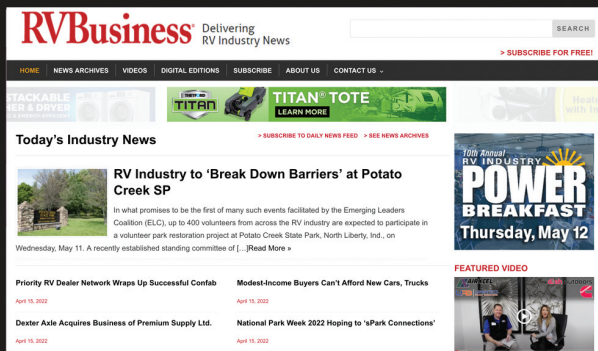 RVBusiness®
Delivering
RV Industry News
SEARCH
> SUBSCRIBE FOR FREE!
HOME NEWS ARCHIVES VIDEOS DIGITAL EDITIONS SUBSCRIBE ABOUT US CONTACT US
STACKABLE
ER & DRYER
THETFORD
TITAN
TITAN® TOTE
LEARN MORE
Heate
with In
Today's Industry News
> SUBSCRIBE TO DAILY NEWS FEED > SEE NEWS ARCHIVES
RV Industry to ‘Break Down Barriers’ at Potato
Creek SP
In what promises to be the first of many such events facilitated by the Emerging Leaders
Coalition (ELC), up to 400 volunteers from across the RV industry are expected to participate in
a volunteer park restoration project at Potato Creek State Park, North Liberty, Ind., on
Wednesday, May 11. A recently established standing committee of […]Read More »
Priority RV Dealer Network Wraps Up Successful Confab
April 15, 2022
Modest-Income Buyers Can’t Afford New Cars, Trucks
April 15, 2022
Dexter Axle Acquires Business of Premium Supply Ltd.
April 15, 2022
National Park Week 2022 Hoping to ‘sPark Connections’
April 15, 2022
10th Annual
RV INDUSTRY
POWER
BREAKFAST
Thursday, May 12
FEATURED VIDEO